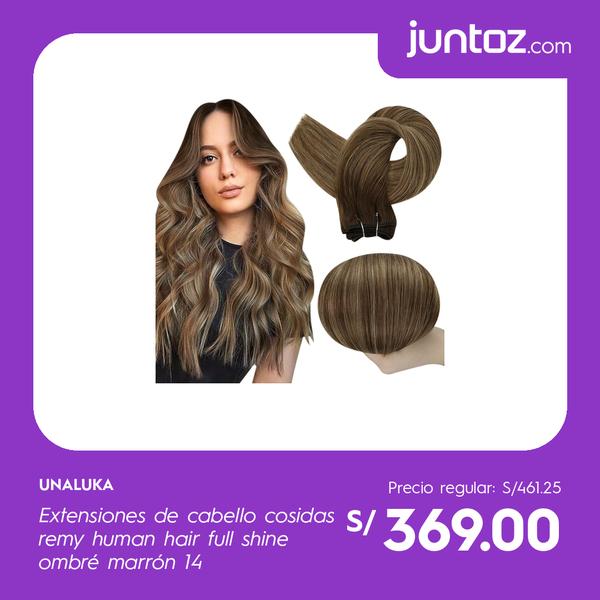 juntoz.com
UNALUKA
Extensiones de cabello cosidas
remy human hair full shine
ombré marrón 14
Precio regular: S/461.25
S/ 369.00